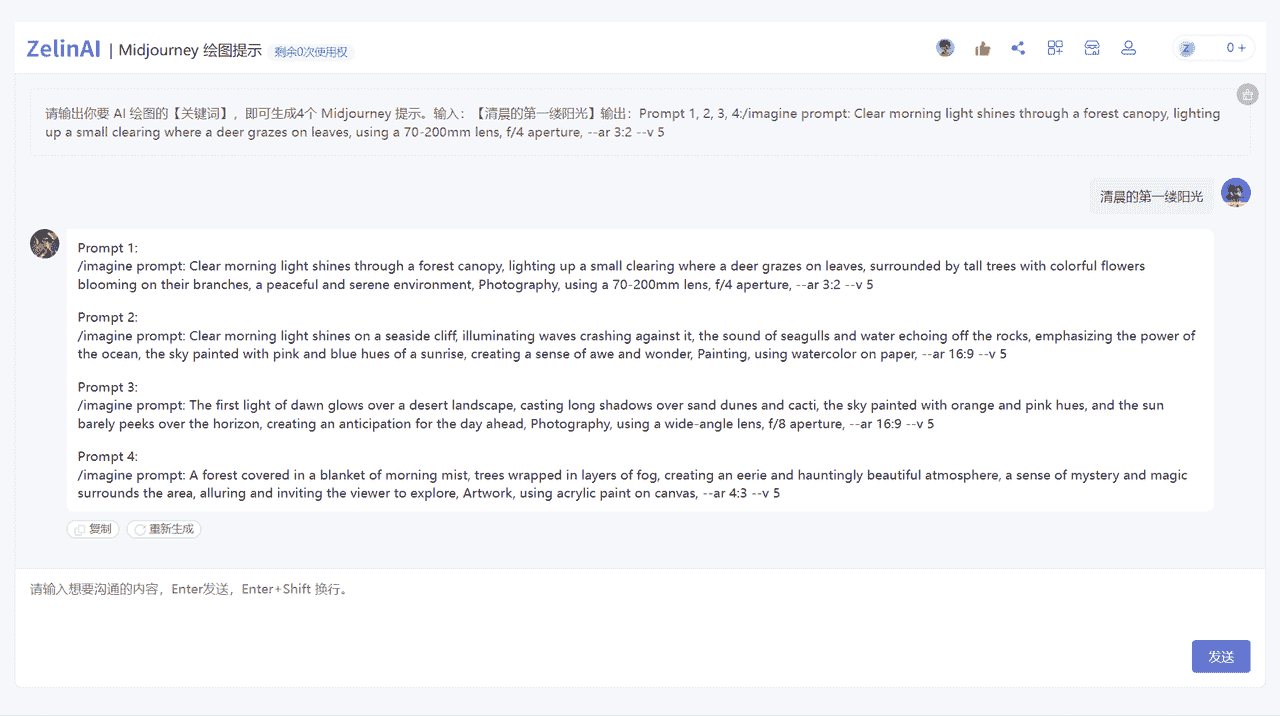 ZelinAI | Midjourney 绘图提示 剩余0次使用权
Z 0 +
请输出你要 AI 绘图的【关键词】，即可生成4个 Midjourney 提示。输入：【清晨的第一缕阳光】输出：Prompt 1, 2, 3, 4:/imagine prompt: Clear morning light shines through a forest canopy, lighting
up a small clearing where a deer grazes on leaves, using a 70-200mm lens, f/4 aperture, --ar 3:2 --v 5
清晨的第一缕阳光
Prompt 1:
/imagine prompt: Clear morning light shines through a forest canopy, lighting up a small clearing where a deer grazes on leaves, surrounded by tall trees with colorful flowers
blooming on their branches, a peaceful and serene environment, Photography, using a 70-200mm lens, f/4 aperture, --ar 3:2 --v 5
Prompt 2:
/imagine prompt: Clear morning light shines on a seaside cliff, illuminating waves crashing against it, the sound of seagulls and water echoing off the rocks, emphasizing the power of
the ocean, the sky painted with pink and blue hues of a sunrise, creating a sense of awe and wonder, Painting, using watercolor on paper, --ar 16:9 --v 5
Prompt 3:
/imagine prompt: The first light of dawn glows over a desert landscape, casting long shadows over sand dunes and cacti, the sky painted with orange and pink hues, and the sun
barely peeks over the horizon, creating an anticipation for the day ahead, Photography, using a wide-angle lens, f/8 aperture, --ar 16:9 --v 5
Prompt 4:
/imagine prompt: A forest covered in a blanket of morning mist, trees wrapped in layers of fog, creating an eerie and hauntingly beautiful atmosphere, a sense of mystery and magic
surrounds the area, alluring and inviting the viewer to explore, Artwork, using acrylic paint on canvas, --ar 4:3 --v 5
复制 重新生成
请输入想要沟通的内容，Enter发送，Enter+Shift 换行。
发送